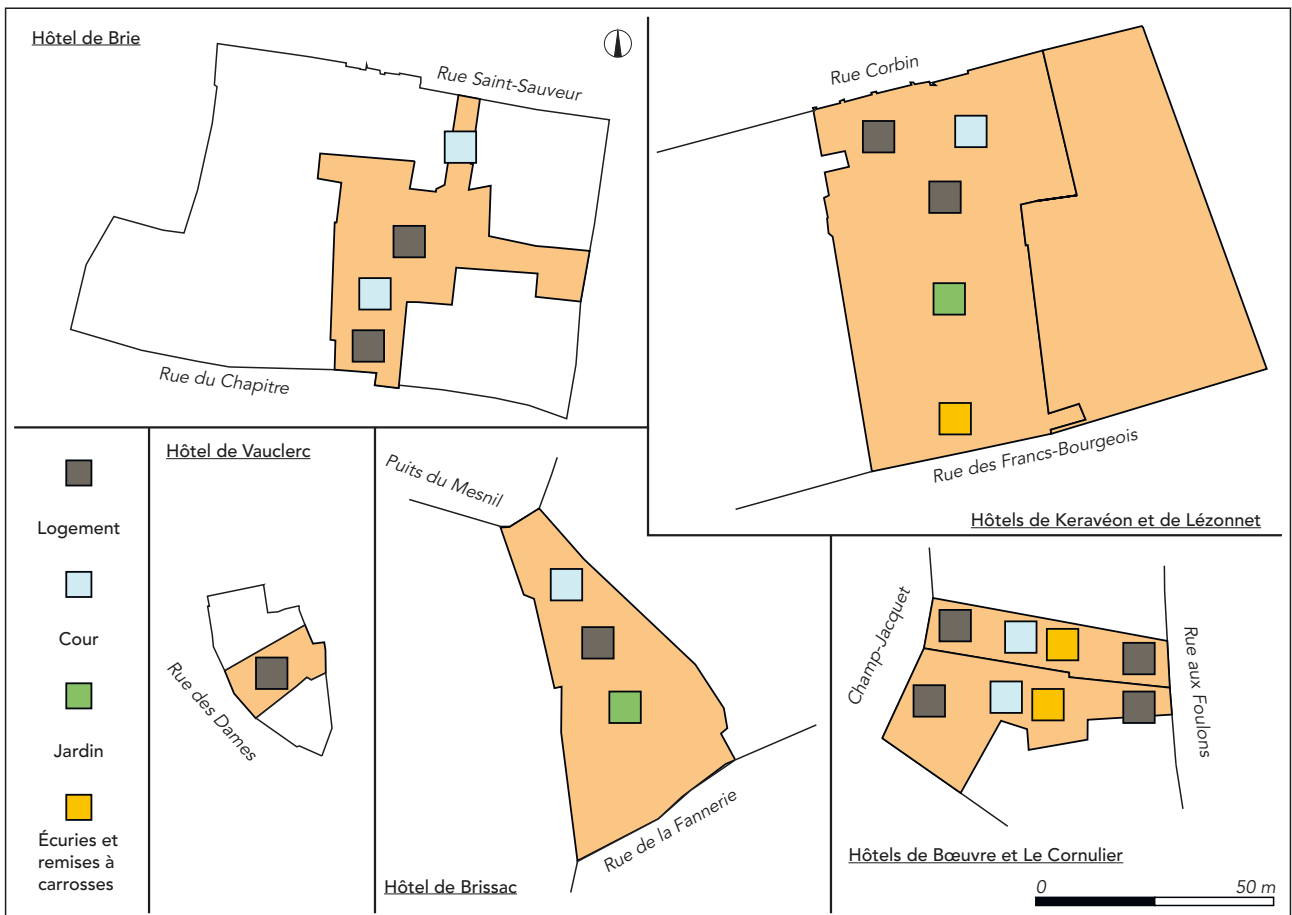 Hôtel de Brie
Rue Saint-Sauveur
Rue du Chapitre
Rue Corbin
Rue des Francs-Bourgeois
Hôtels de Keravéon et de Lézonnet
Logement
Cour
Jardin
Écuries et
remises à
carrosses
Hôtel de Vauclerc
Rue des Dames
Puits du Mesnil
Rue de la Fannerie
Hôtel de Brissac
Champ-Jacquet
Rue aux Foulons
Hôtels de Bœuvre et Le Cornulier
0 50 m